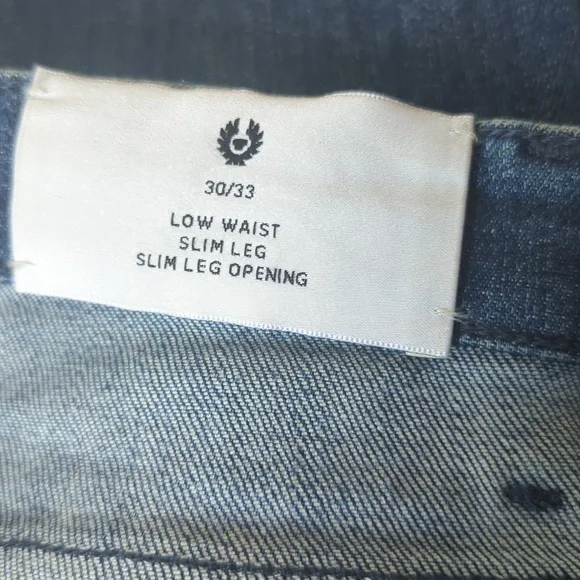 30/33
LOW WAIST
SLIM LEG
SLIM LEG OPENING